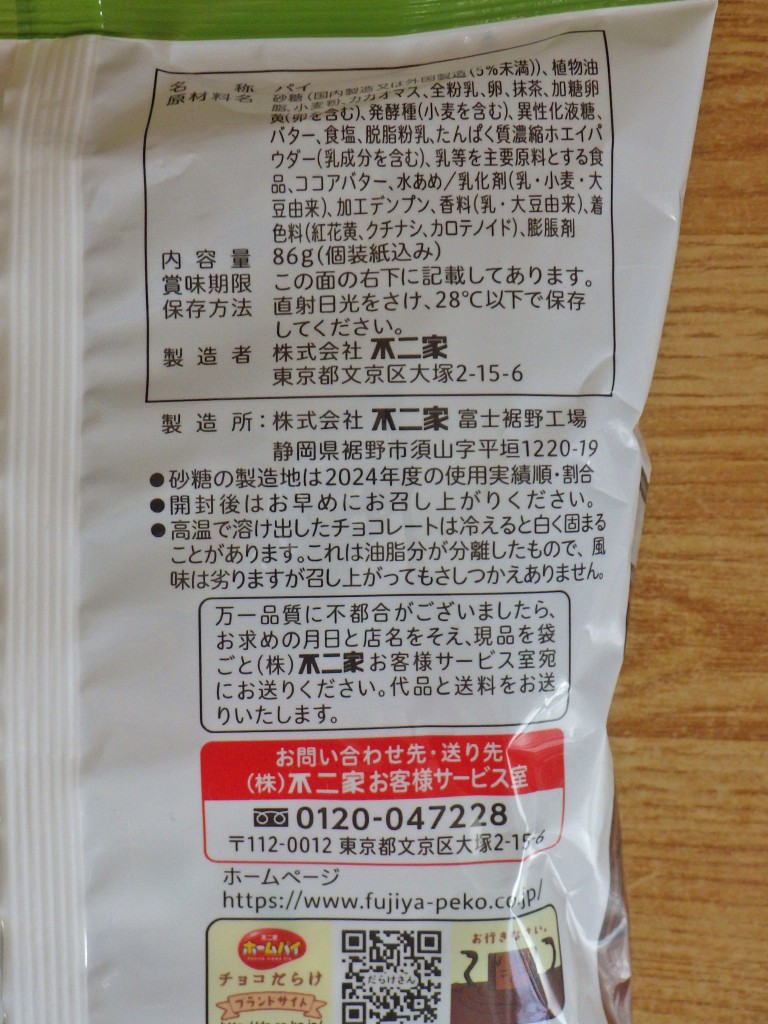 名称 パイ
原材料名 砂糖(国内製造又は外国製造(5%未満))、植物油
脂、小麦粉、カカオマス、全粉乳、卵、抹茶、加糖卵
黄(卵を含む)、発酵種(小麦を含む)、異性化液糖、
バター、食塩、脱脂粉乳、たんぱく質濃縮ホエイパ
ウダー(乳成分を含む)、乳等を主要原料とする食
品、ココアバター、水あめ/乳化剤(乳・小麦・大
豆由来)、加工デンプン、香料(乳・大豆由来)、着
色料(紅花黄、クチナシ、カロテノイド)、膨脹剤
内容量 86g(個装紙込み)
賞味期限 この面の右下に記載してあります。
保存方法 直射日光をさけ、28℃以下で保存
してください。
製造者 株式会社 不二家
東京都文京区大塚2-15-6
製造所:株式会社 不二家 富士裾野工場
静岡県裾野市須山字平垣1220-19
●砂糖の製造地は2024年度の使用実績順・割合
●開封後はお早めにお召し上がりください。
●高温で溶け出したチョコレートは冷えると白く固まる
ことがあります。これは油脂分が分離したもので、風
味は劣りますが召し上がってもさしつかえありません。
万一品質に不都合がございましたら、
お求めの月日と店名をそえ、現品を袋
ごと(株)不二家お客様サービス室宛
にお送りください。代品と送料をお送
りいたします。
お問い合わせ先・送り先
(株)不二家お客様サービス室
0120-047228
〒112-0012 東京都文京区大塚2-15-6
ホームページ
https://www.fujiya-peko.co.jp/
不二家
ホームパイ
チョコだらけ
ブランドサイト
だらけさん
お行きなさい。